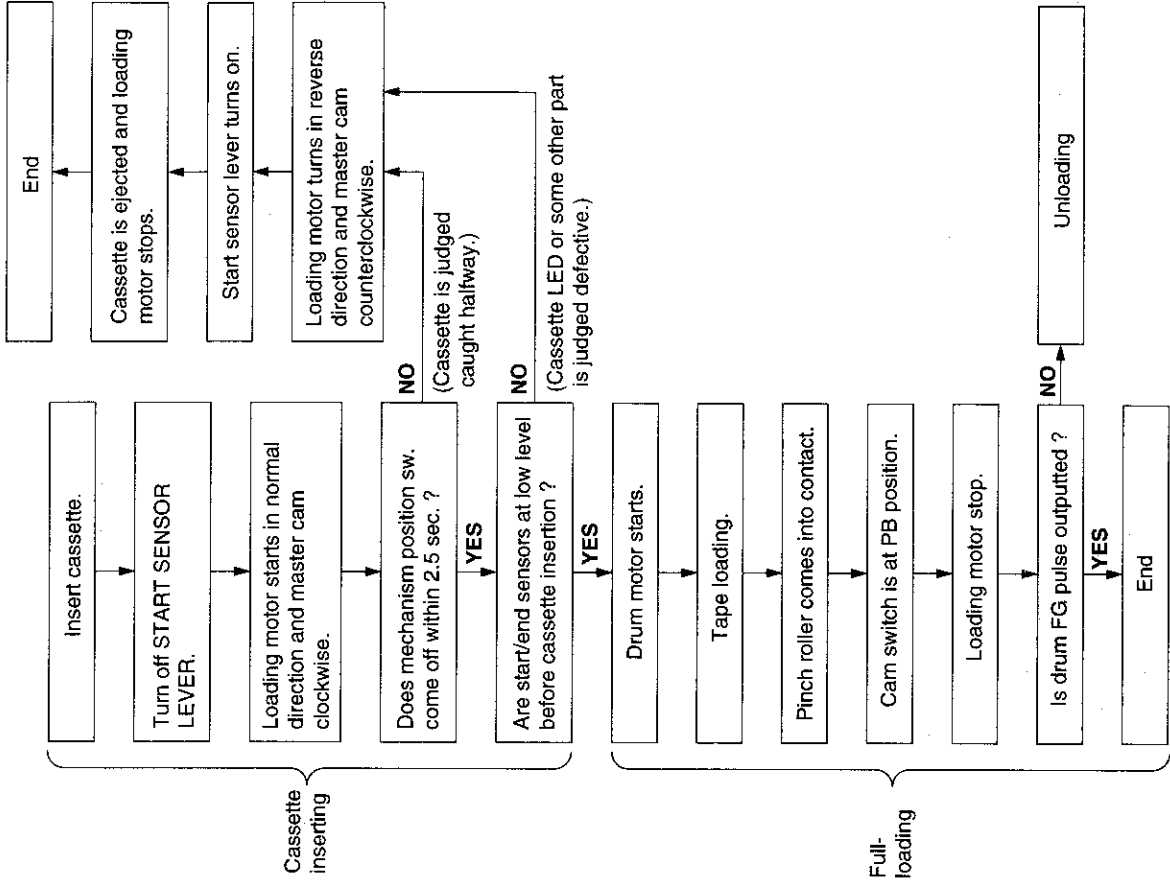 Cassette
inserting
Insert cassette.
Turn off START SENSOR
LEVER.
Loading motor starts in normal
direction and master cam
clockwise.
Does mechanism position sw.
come off within 2.5 sec. ?
NO
(Cassette is judged
caught halfway.)
YES
Are start/end sensors at low level
before cassette insertion ?
NO
(Cassette LED or some other part
is judged defective.)
YES
End
Cassette is ejected and loading
motor stops.
Start sensor lever turns on.
Loading motor turns in reverse
direction and master cam
counterclockwise.
Full-
loading
Drum motor starts.
Tape loading.
Pinch roller comes into contact.
Cam switch is at PB position.
Loading motor stop.
Is drum FG pulse outputted ?
NO
Unloading
YES
End